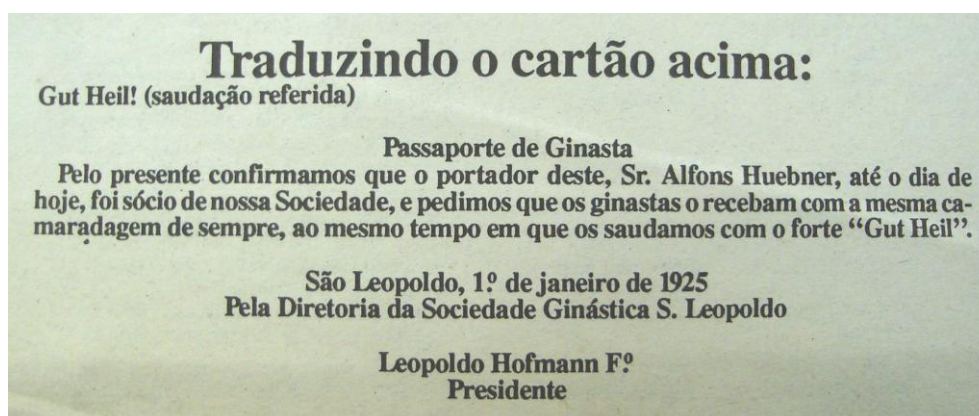 Traduzindo o cartão acima:
Gut Heil! (saudação referida)
Passaporte de Ginasta
Pelo presente confirmamos que o portador deste, Sr. Alfons Huebner, até o dia de
hoje, foi sócio de nossa Sociedade, e pedimos que os ginastas o recebam com a mesma ca-
maradagem de sempre, ao mesmo tempo em que os saudamos com o forte “Gut Heil”.
São Leopoldo, 1º de janeiro de 1925
Pela Diretoria da Sociedade Ginástica S. Leopoldo
Leopoldo Hofmann Fº
Presidente